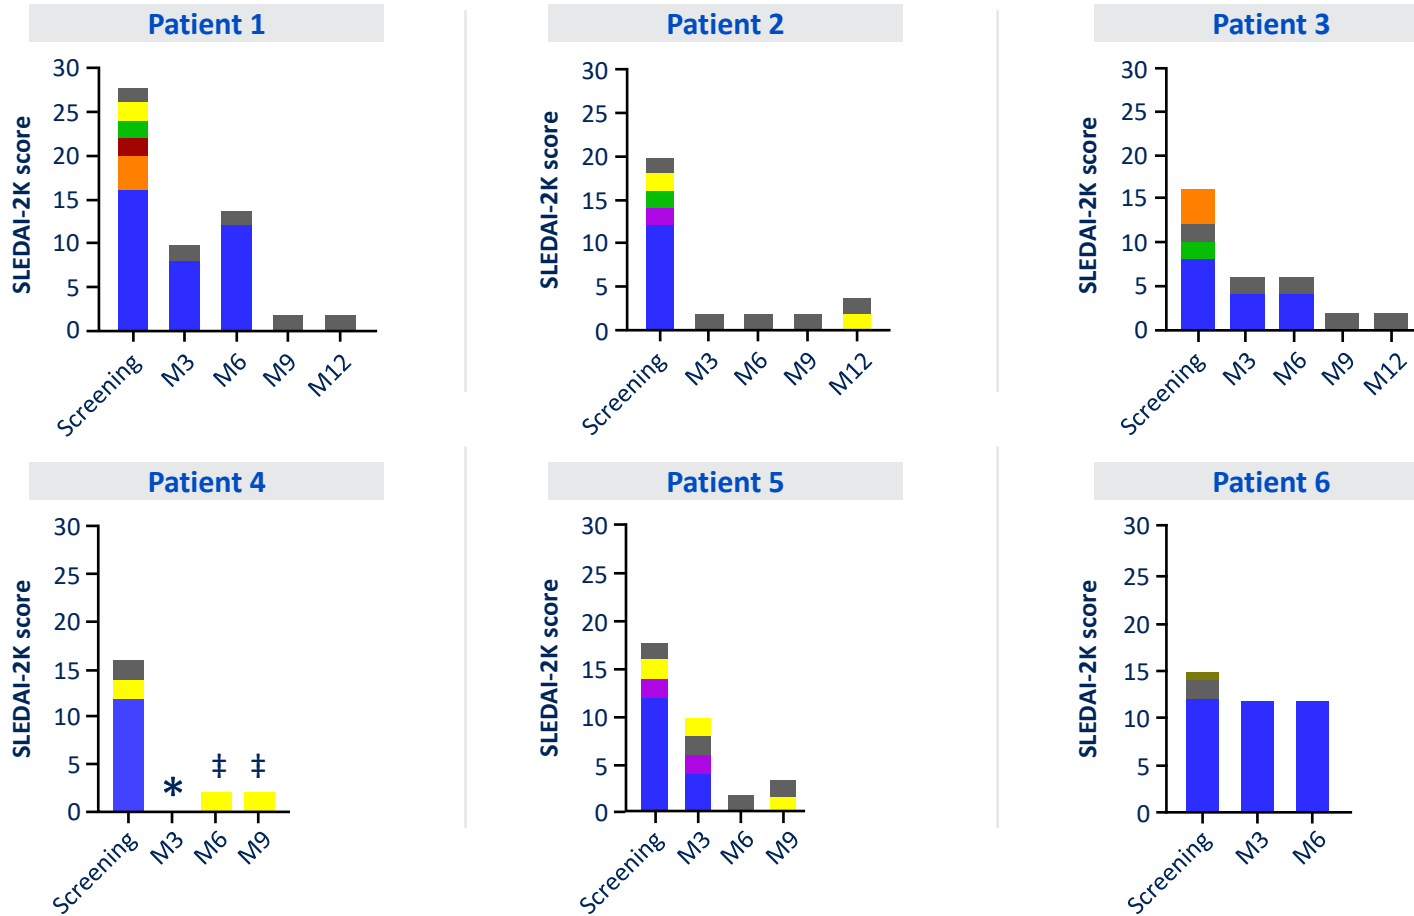 Patient 1
SLEDAI-2K score
30
25
20
15
10
5
0
Screening
M3
M6
M9
M12
Patient 2
SLEDAI-2K score
30
25
20
15
10
5
0
Screening
M3
M6
M9
M12
Patient 3
SLEDAI-2K score
30
25
20
15
10
5
0
Screening
M3
M6
M9
M12
Patient 4
SLEDAI-2K score
30
25
20
15
10
5
0
*
‡
‡
Screening
M3
M6
M9
Patient 5
SLEDAI-2K score
30
25
20
15
10
5
0
Screening
M3
M6
M9
Patient 6
SLEDAI-2K score
30
25
20
15
10
5
0
Screening
M3
M6